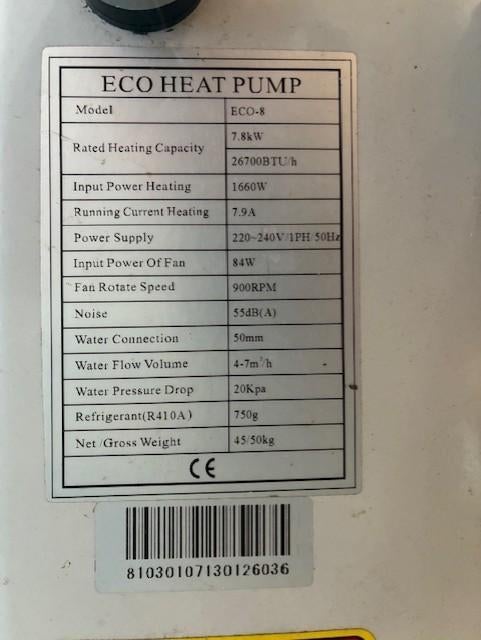 ECO HEAT PUMP
Model ECO-8
Rated Heating Capacity 7.8kW
26700BTU/h
Input Power Heating 1660W
Running Current Heating 7.9A
Power Supply 220~240V/1PH/50Hz
Input Power Of Fan 84W
Fan Rotate Speed 900RPM
Noise 55dB(A)
Water Connection 50mm
Water Flow Volume 4-7m³/h
Water Pressure Drop 20Kpa
Refrigerant(R410A) 750g
Net /Gross Weight 45/50kg
CE
81030107130126036